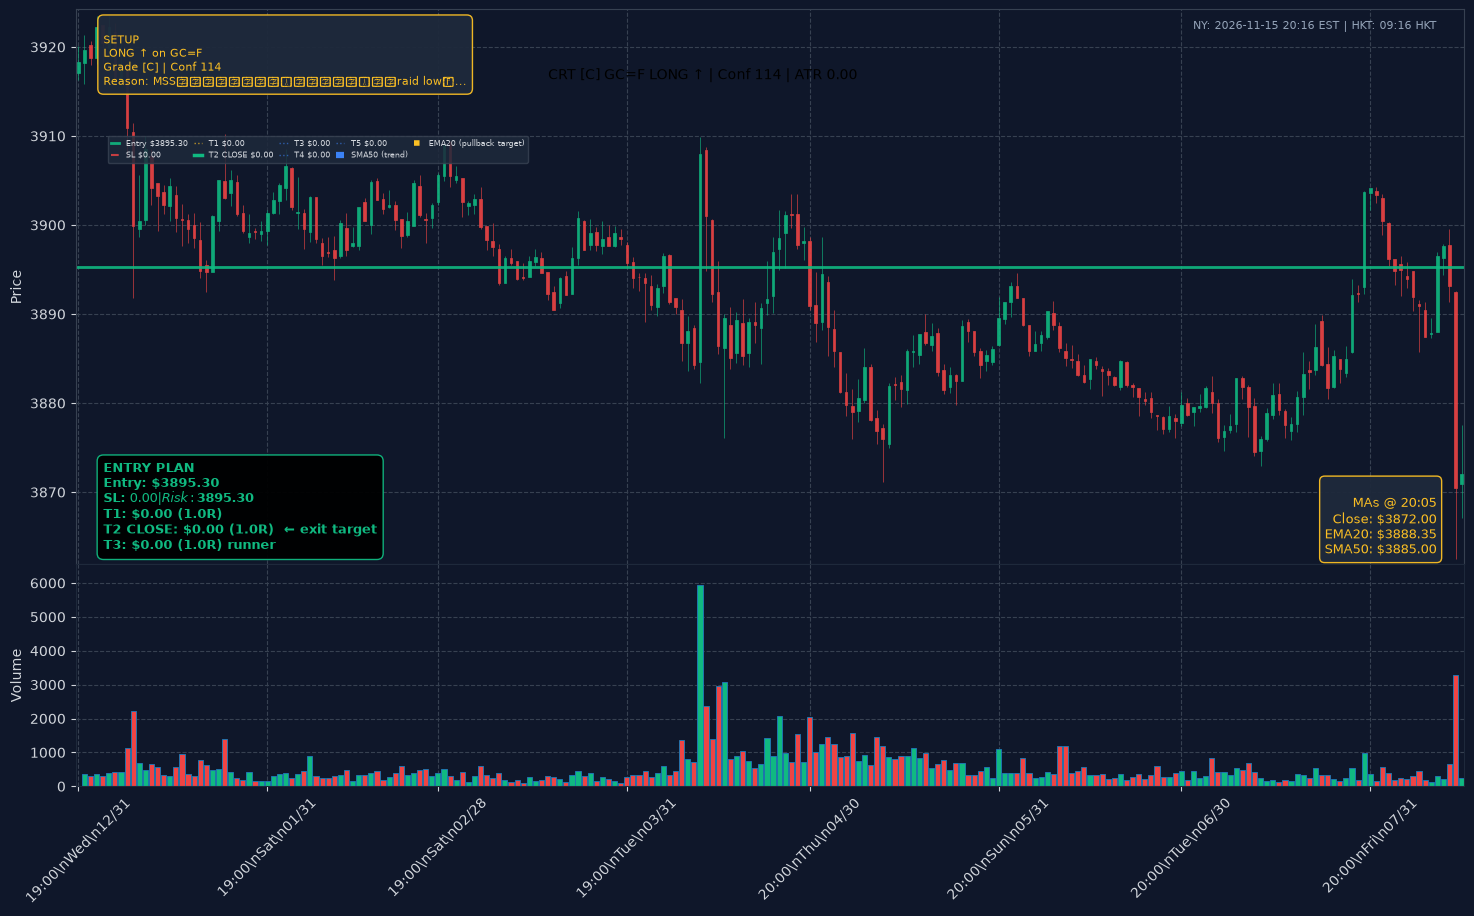 NY: 2026-11-15 20:16 EST | HKT: 09:16 HKT
SETUP
LONG ↑ on GC=F
Grade [C] | Conf 114
Reason: MSS raid low ...
CRT [C] GC=F LONG ↑ | Conf 114 | ATR 0.00
Entry $3895.30 T1 $0.00 T3 $0.00 T5 $0.00 EMA20 (pullback target)
SL $0.00 T2 CLOSE $0.00 T4 $0.00 SMA50 (trend)
Price
3920
3910
3900
3890
3880
3870
ENTRY PLAN
Entry: $3895.30
SL: 0.00|Risk:3895.30
T1: $0.00 (1.0R)
T2 CLOSE: $0.00 (1.0R) ← exit target
T3: $0.00 (1.0R) runner
MAs @ 20:05
Close: $3872.00
EMA20: $3888.35
SMA50: $3885.00
Volume
6000
5000
4000
3000
2000
1000
0
19:00\nWed\n12/31
19:00\nSat\n01/31
19:00\nSat\n02/28
19:00\nTue\n03/31
20:00\nThu\n04/30
20:00\nSun\n05/31
20:00\nTue\n06/30
20:00\nFri\n07/31